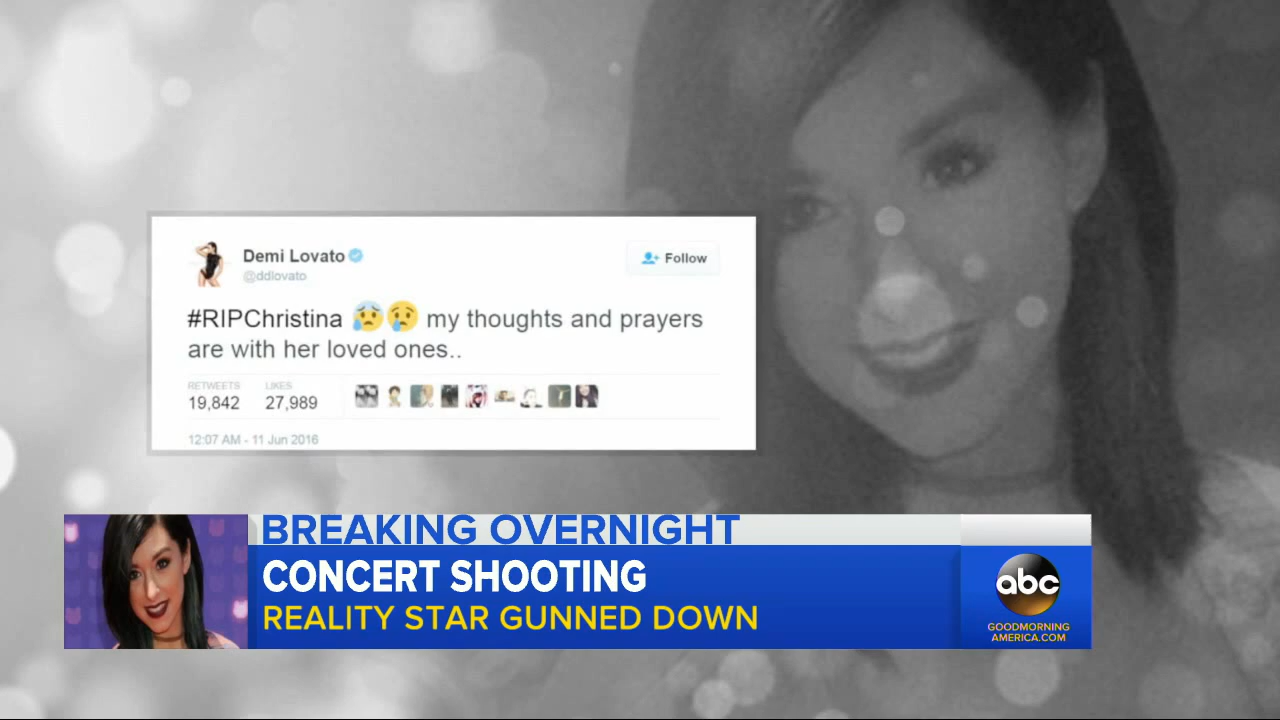 Demi Lovato
@ddlovato
Follow
#RIPChristina 😰😢 my thoughts and prayers
are with her loved ones..
RETWEETS LIKES
19,842 27,989
12:07 AM - 11 Jun 2016
BREAKING OVERNIGHT
CONCERT SHOOTING
REALITY STAR GUNNED DOWN
abc
GOODMORNING
AMERICA.COM